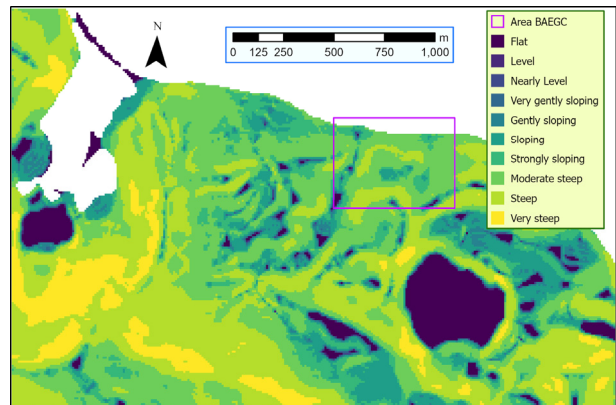 N
m
0 125 250 500 750 1,000
Area BAEGC
Flat
Level
Nearly Level
Very gently sloping
Gently sloping
Sloping
Strongly sloping
Moderate steep
Steep
Very steep